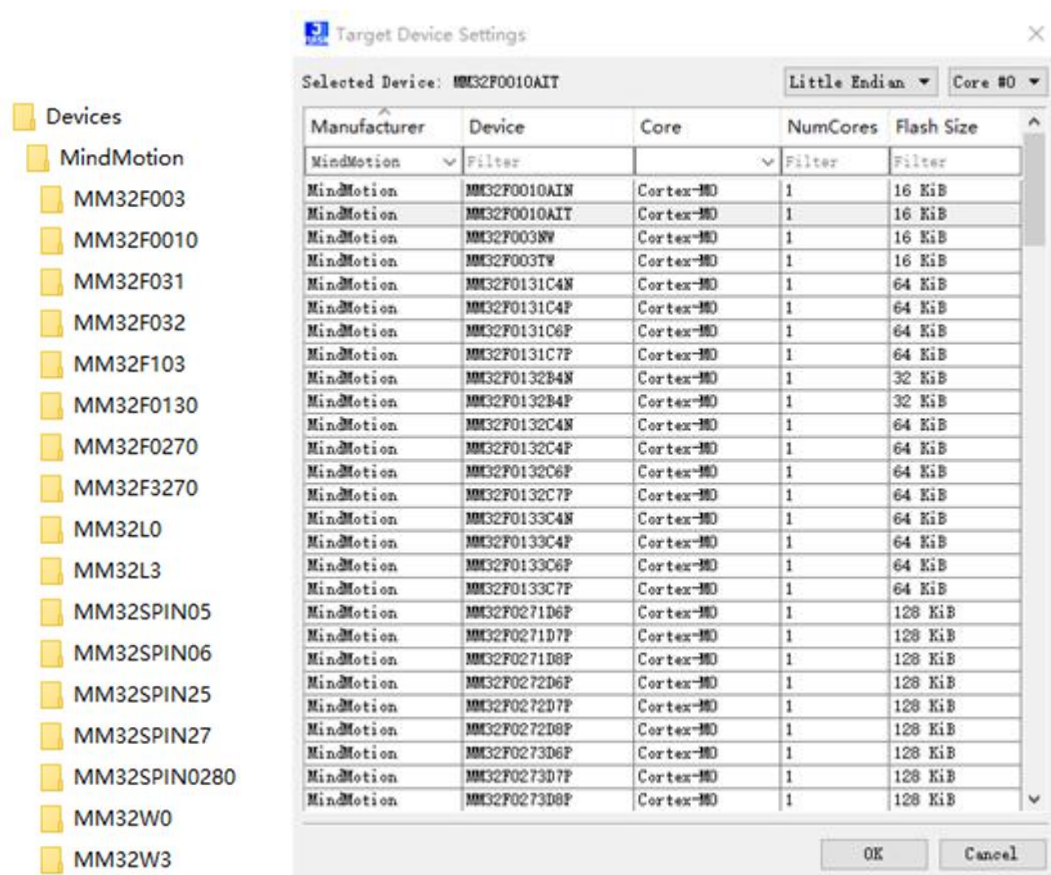 Devices
MindMotion
MM32F003
MM32F0010
MM32F031
MM32F032
MM32F103
MM32F0130
MM32F0270
MM32F3270
MM32L0
MM32L3
MM32SPIN05
MM32SPIN06
MM32SPIN25
MM32SPIN27
MM32SPIN0280
MM32W0
MM32W3
Target Device Settings
Selected Device: MM32F0010AIT Little Endian Core #0
Manufacturer Device Core NumCores Flash Size
MindMotion Filter Filter Filter
MindMotion MM32F0010AIN Cortex-M0 1 16 KiB
MindMotion MM32F0010AIT Cortex-M0 1 16 KiB
MindMotion MM32F003NW Cortex-M0 1 16 KiB
MindMotion MM32F003TW Cortex-M0 1 16 KiB
MindMotion MM32F0131C4N Cortex-M0 1 64 KiB
MindMotion MM32F0131C4P Cortex-M0 1 64 KiB
MindMotion MM32F0131C6P Cortex-M0 1 64 KiB
MindMotion MM32F0131C7P Cortex-M0 1 64 KiB
MindMotion MM32F0132B4N Cortex-M0 1 32 KiB
MindMotion MM32F0132B4P Cortex-M0 1 32 KiB
MindMotion MM32F0132C4N Cortex-M0 1 64 KiB
MindMotion MM32F0132C4P Cortex-M0 1 64 KiB
MindMotion MM32F0132C6P Cortex-M0 1 64 KiB
MindMotion MM32F0132C7P Cortex-M0 1 64 KiB
MindMotion MM32F0133C4N Cortex-M0 1 64 KiB
MindMotion MM32F0133C4P Cortex-M0 1 64 KiB
MindMotion MM32F0133C6P Cortex-M0 1 64 KiB
MindMotion MM32F0133C7P Cortex-M0 1 64 KiB
MindMotion MM32F0271D6P Cortex-M0 1 128 KiB
MindMotion MM32F0271D7P Cortex-M0 1 128 KiB
MindMotion MM32F0271D8P Cortex-M0 1 128 KiB
MindMotion MM32F0272D6P Cortex-M0 1 128 KiB
MindMotion MM32F0272D7P Cortex-M0 1 128 KiB
MindMotion MM32F0272D8P Cortex-M0 1 128 KiB
MindMotion MM32F0273D6P Cortex-M0 1 128 KiB
MindMotion MM32F0273D7P Cortex-M0 1 128 KiB
MindMotion MM32F0273D8P Cortex-M0 1 128 KiB
OK Cancel